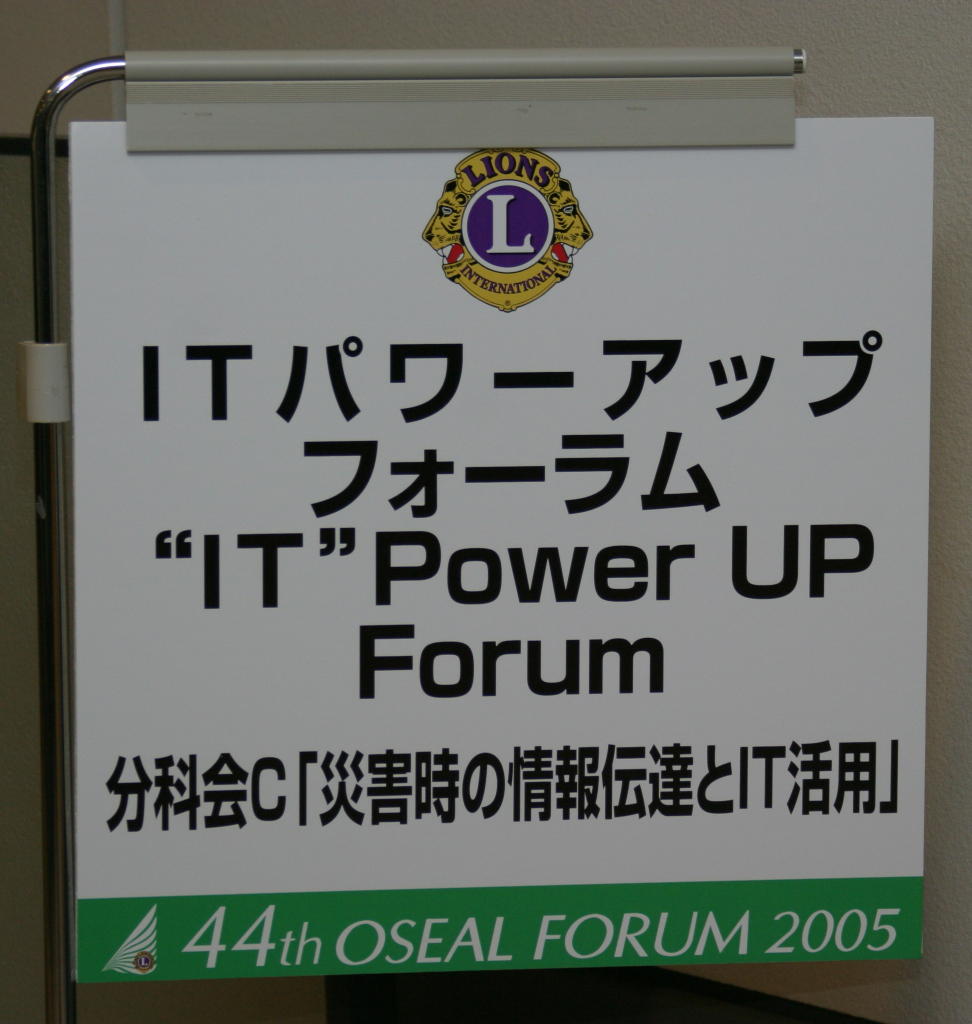 LIONS
L
INTERNATIONAL
®
ITパワーアップ
フォーラム
“IT”Power UP
Forum
分科会C「災害時の情報伝達とIT活用」
L
44th OSEAL FORUM 2005